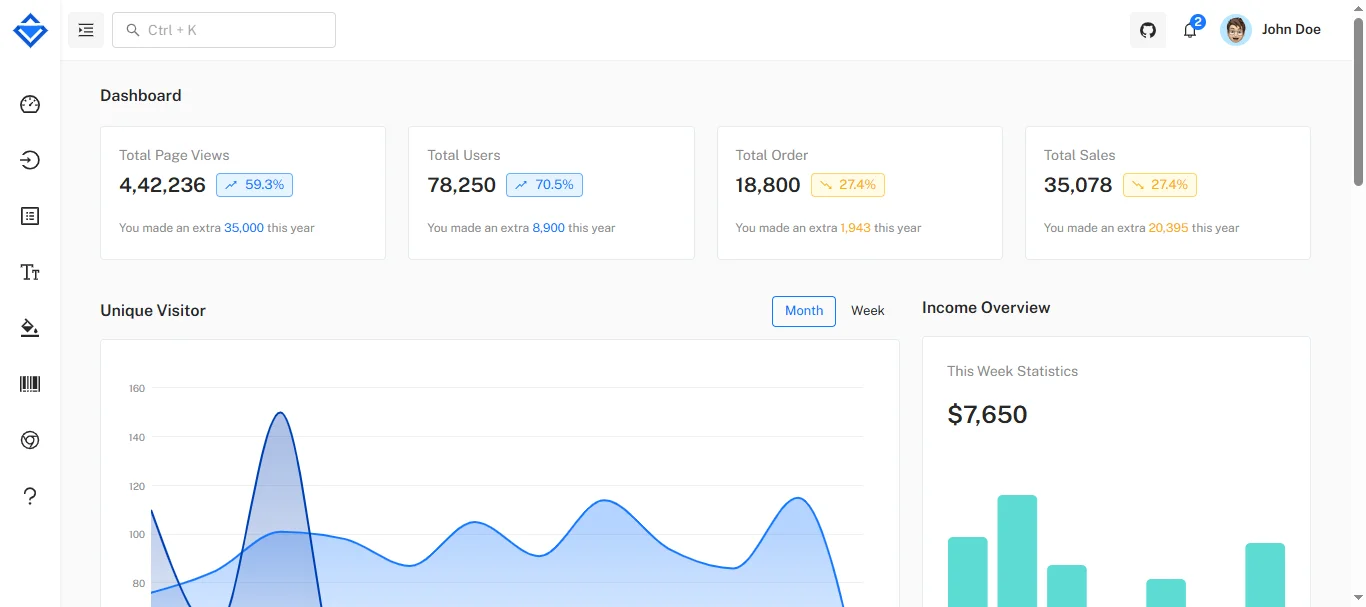 Ctrl + K
2
John Doe
Dashboard
Total Page Views
4,42,236 59.3%
You made an extra 35,000 this year
Total Users
78,250 70.5%
You made an extra 8,900 this year
Total Order
18,800 27.4%
You made an extra 1,943 this year
Total Sales
35,078 27.4%
You made an extra 20,395 this year
Unique Visitor
Month Week
160
140
120
100
80
Income Overview
This Week Statistics
$7,650